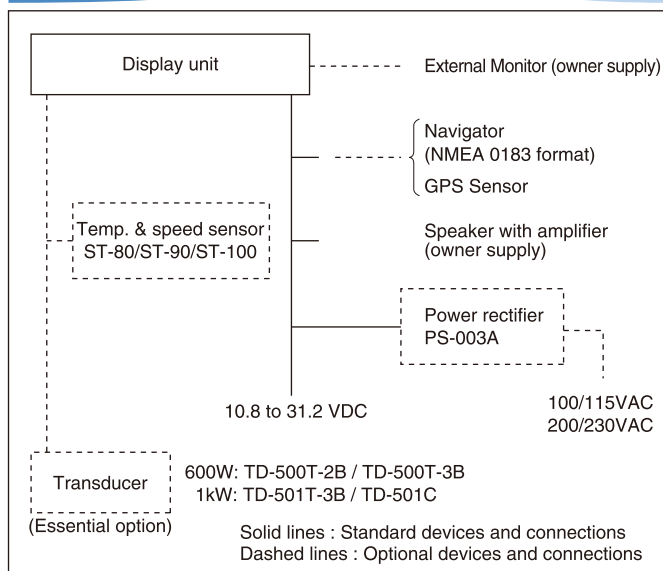 Display unit
External Monitor (owner supply)
Navigator
(NMEA 0183 format)
GPS Sensor
Temp. & speed sensor
ST-80/ST-90/ST-100
Speaker with amplifier
(owner supply)
Power rectifier
PS-003A
10.8 to 31.2 VDC
100/115VAC
200/230VAC
Transducer
(Essential option)
600W: TD-500T-2B / TD-500T-3B
1kW: TD-501T-3B / TD-501C
Solid lines : Standard devices and connections
Dashed lines : Optional devices and connections